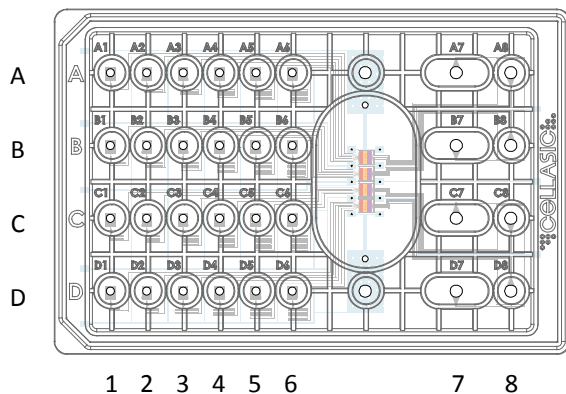 A1 A2 A3 A4 A5 A6 A7 A8
A A
B1 B2 B3 B4 B5 B6 B7 B8
B B
C1 C2 C3 C4 C5 C6 C7 C8
C C
D1 D2 D3 D4 D5 D6 D7 D8
D D
CELLASIC
1 2 3 4 5 6 7 8